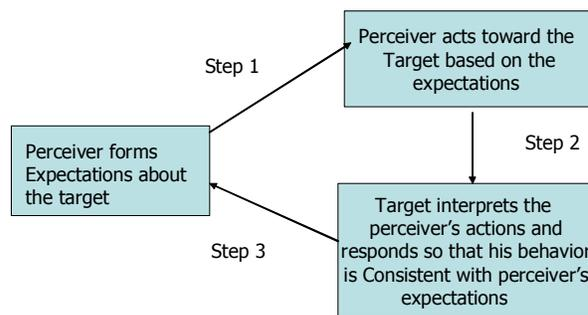 Perceiver forms
Expectations about
the target
Step 1
Perceiver acts toward the
Target based on the
expectations
Step 2
Target interprets the
perceiver's actions and
responds so that his behavior
is Consistent with perceiver's
expectations
Step 3